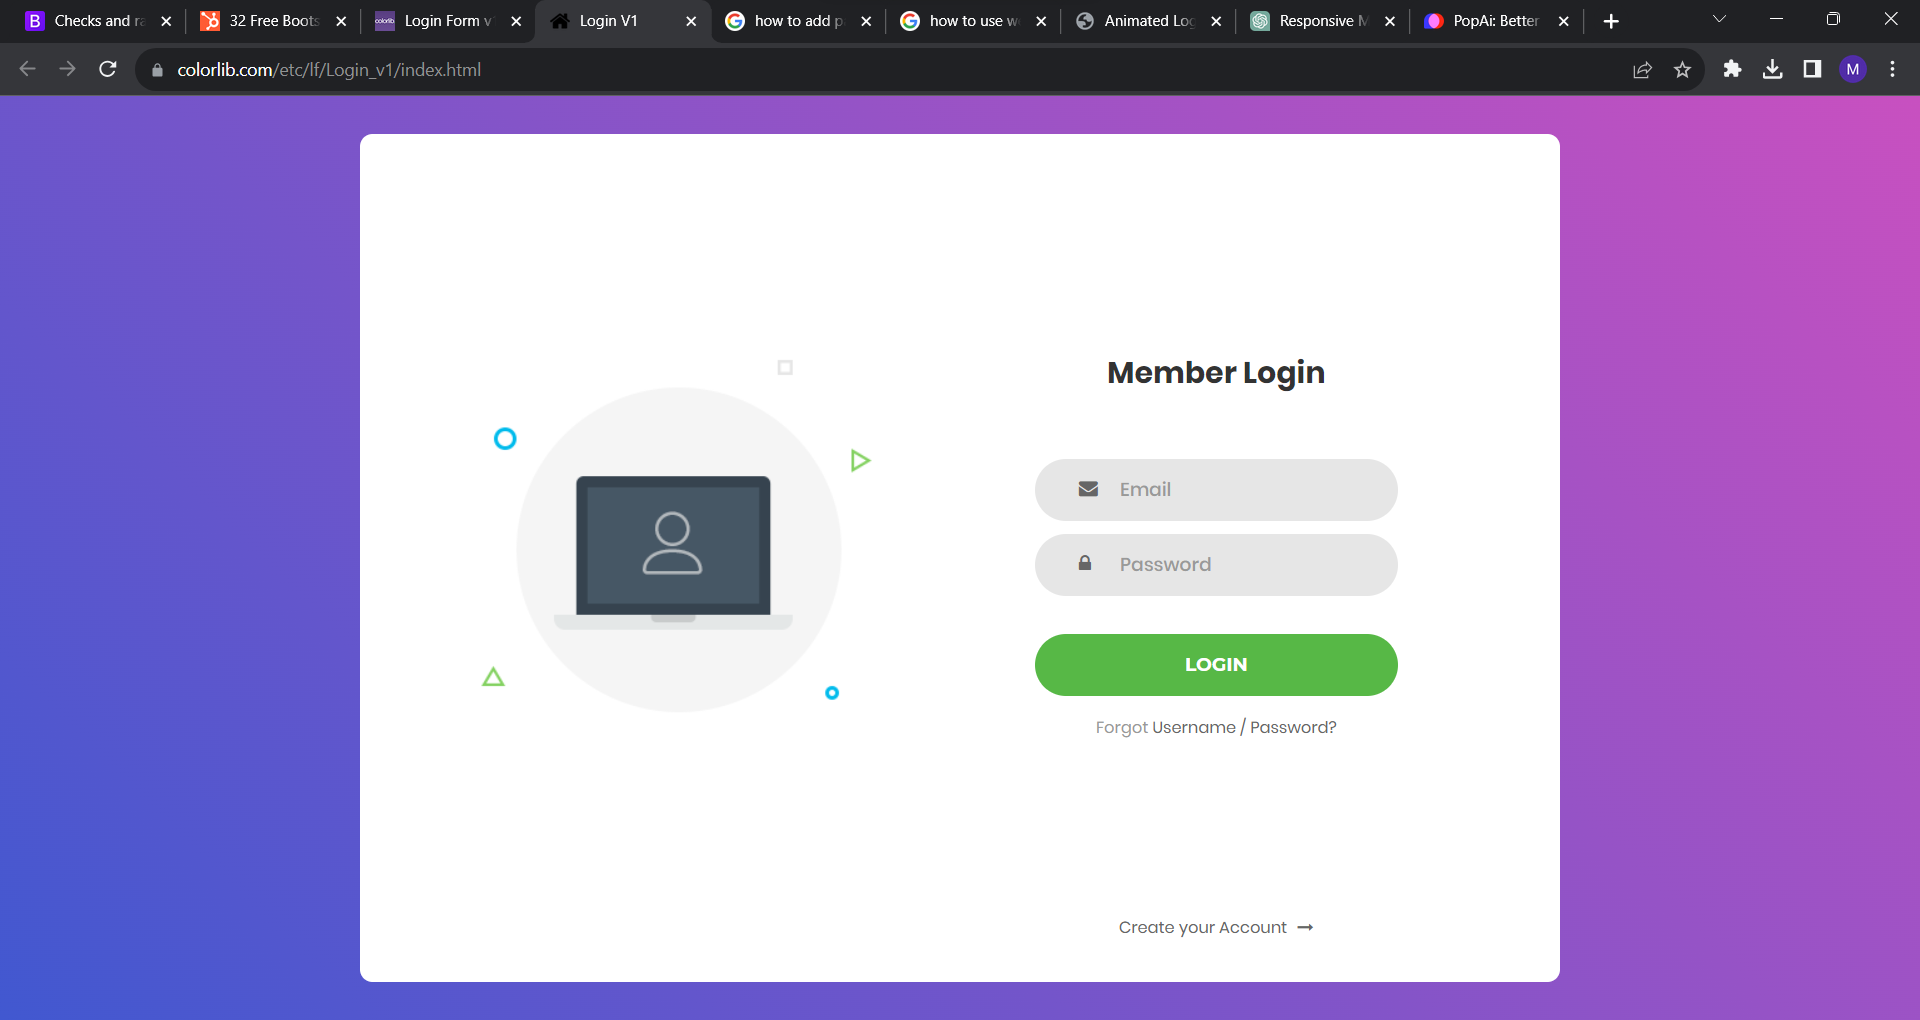 Checks and ra
32 Free Boots
Login Form v
Login V1
how to add p
how to use w
Animated Log
Responsive M
PopAi: Better
colorlib.com/etc/lf/Login_v1/index.html
M
Member Login
Email
Password
LOGIN
Forgot Username / Password?
Create your Account